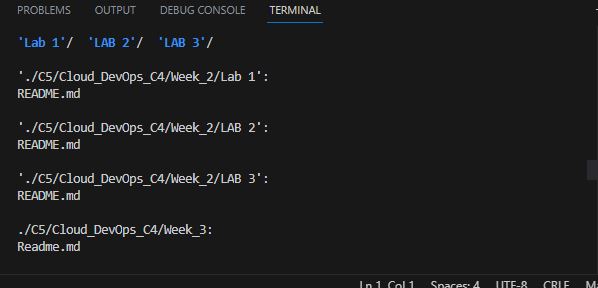 PROBLEMS OUTPUT DEBUG CONSOLE TERMINAL
'Lab 1'/ 'LAB 2'/ 'LAB 3'/
'./C5/Cloud_DevOps_C4/Week_2/Lab 1':
README.md
'./C5/Cloud_DevOps_C4/Week_2/LAB 2':
README.md
'./C5/Cloud_DevOps_C4/Week_2/LAB 3':
README.md
./C5/Cloud_DevOps_C4/Week_3:
Readme.md
Ln 1, Col 1 Spaces: 4 UTF-8 CRLF